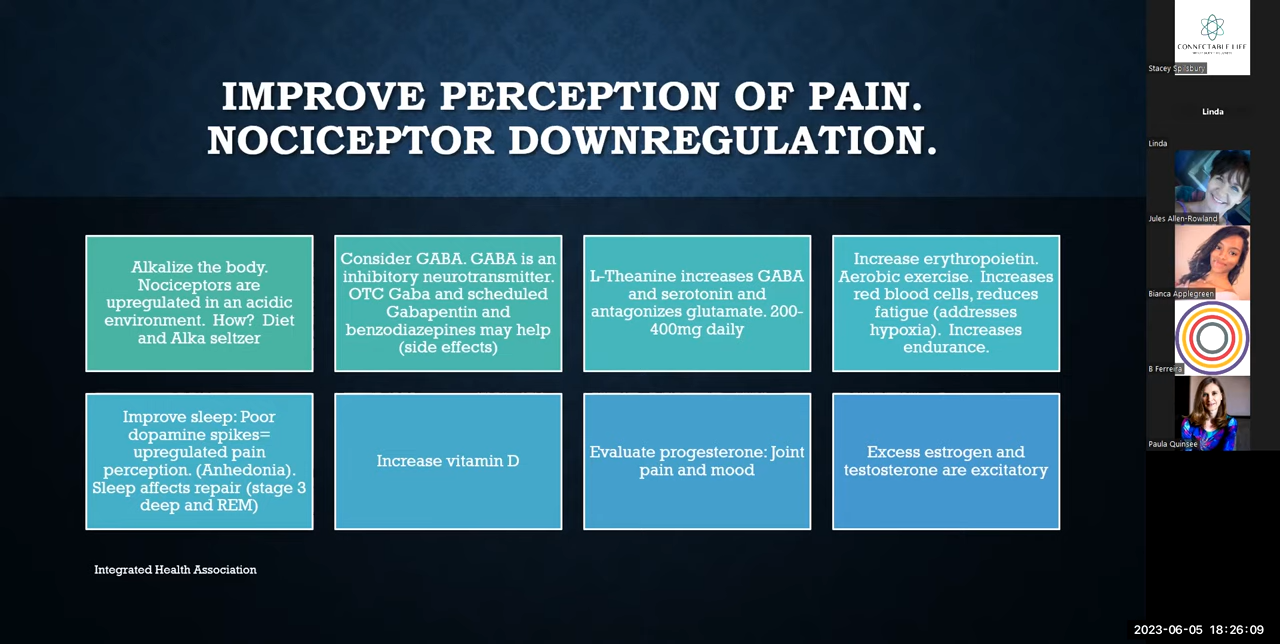 IMPROVE PERCEPTION OF PAIN.
NOCICEPTOR DOWNREGULATION.
Alkalize the body.
Nociceptors are
upregulated in an acidic
environment. How? Diet
and Alka seltzer
Consider GABA. GABA is an
inhibitory neurotransmitter.
OTC Gaba and scheduled
Gabapentin and
benzodiazepines may help
(side effects)
L-Theanine increases GABA
and serotonin and
antagonizes glutamate. 200-
400mg daily
Increase erythropoietin.
Aerobic exercise. Increases
red blood cells, reduces
fatigue (addresses
hypoxia). Increases
endurance.
Improve sleep: Poor
dopamine spikes=
upregulated pain
perception. (Anhedonia).
Sleep affects repair (stage 3
deep and REM)
Increase vitamin D
Evaluate progesterone: Joint
pain and mood
Excess estrogen and
testosterone are excitatory
Integrated Health Association
CONNECTABLE LIFE
Stacey Spilsbury
Linda
Linda
Jules Allen-Rowland
Bianca Applegreen
B Ferreira
Paula Quinsee
2023-06-05 18:26:09